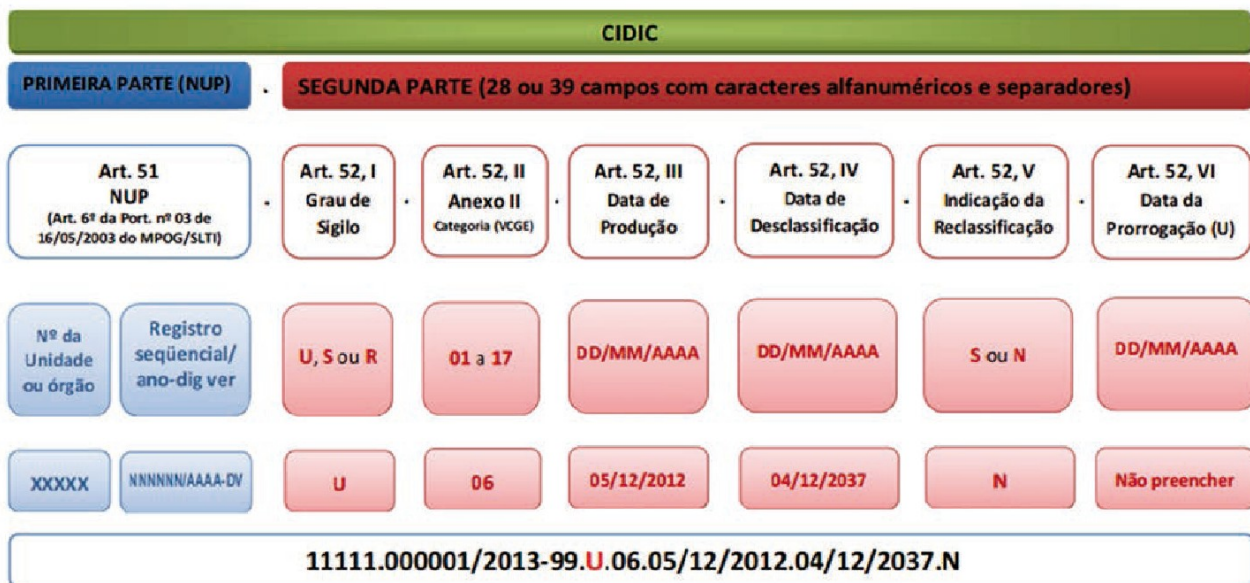 CIDIC
PRIMEIRA PARTE (NUP) . SEGUNDA PARTE (28 ou 39 campos com caracteres alfanuméricos e separadores)
Art. 51
NUP
(Art. 6º da Port. nº 03 de
16/05/2003 do MPOG/SLTI)
.
Art. 52, I
Grau de
Sigilo
.
Art. 52, II
Anexo II
Categoria (VCGE)
.
Art. 52, III
Data de
Produção
.
Art. 52, IV
Data de
Desclassificação
.
Art. 52, V
Indicação da
Reclassificação
.
Art. 52, VI
Data da
Prorrogação (U)
Nº da
Unidade
ou órgão
Registro
seqüencial/
ano-dig ver
U, S ou R
01 a 17
DD/MM/AAAA
DD/MM/AAAA
S ou N
DD/MM/AAAA
XXXXX
NNNNNN/AAAA-DV
U
06
05/12/2012
04/12/2037
N
Não preencher
11111.000001/2013-99.U.06.05/12/2012.04/12/2037.N